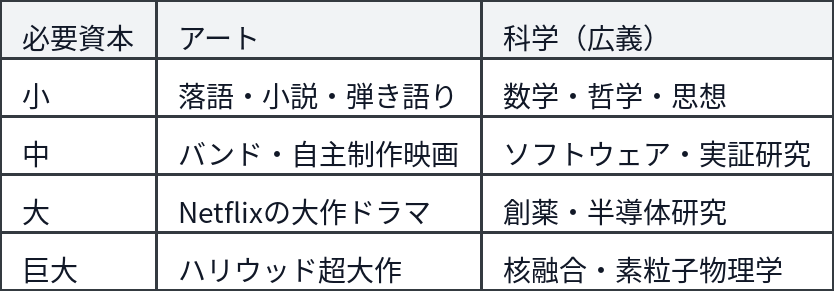 必要資本 アート 科学（広義）
小 落語・小説・弾き語り 数学・哲学・思想
中 バンド・自主制作映画 ソフトウェア・実証研究
大 Netflixの大作ドラマ 創薬・半導体研究
巨大 ハリウッド超大作 核融合・素粒子物理学